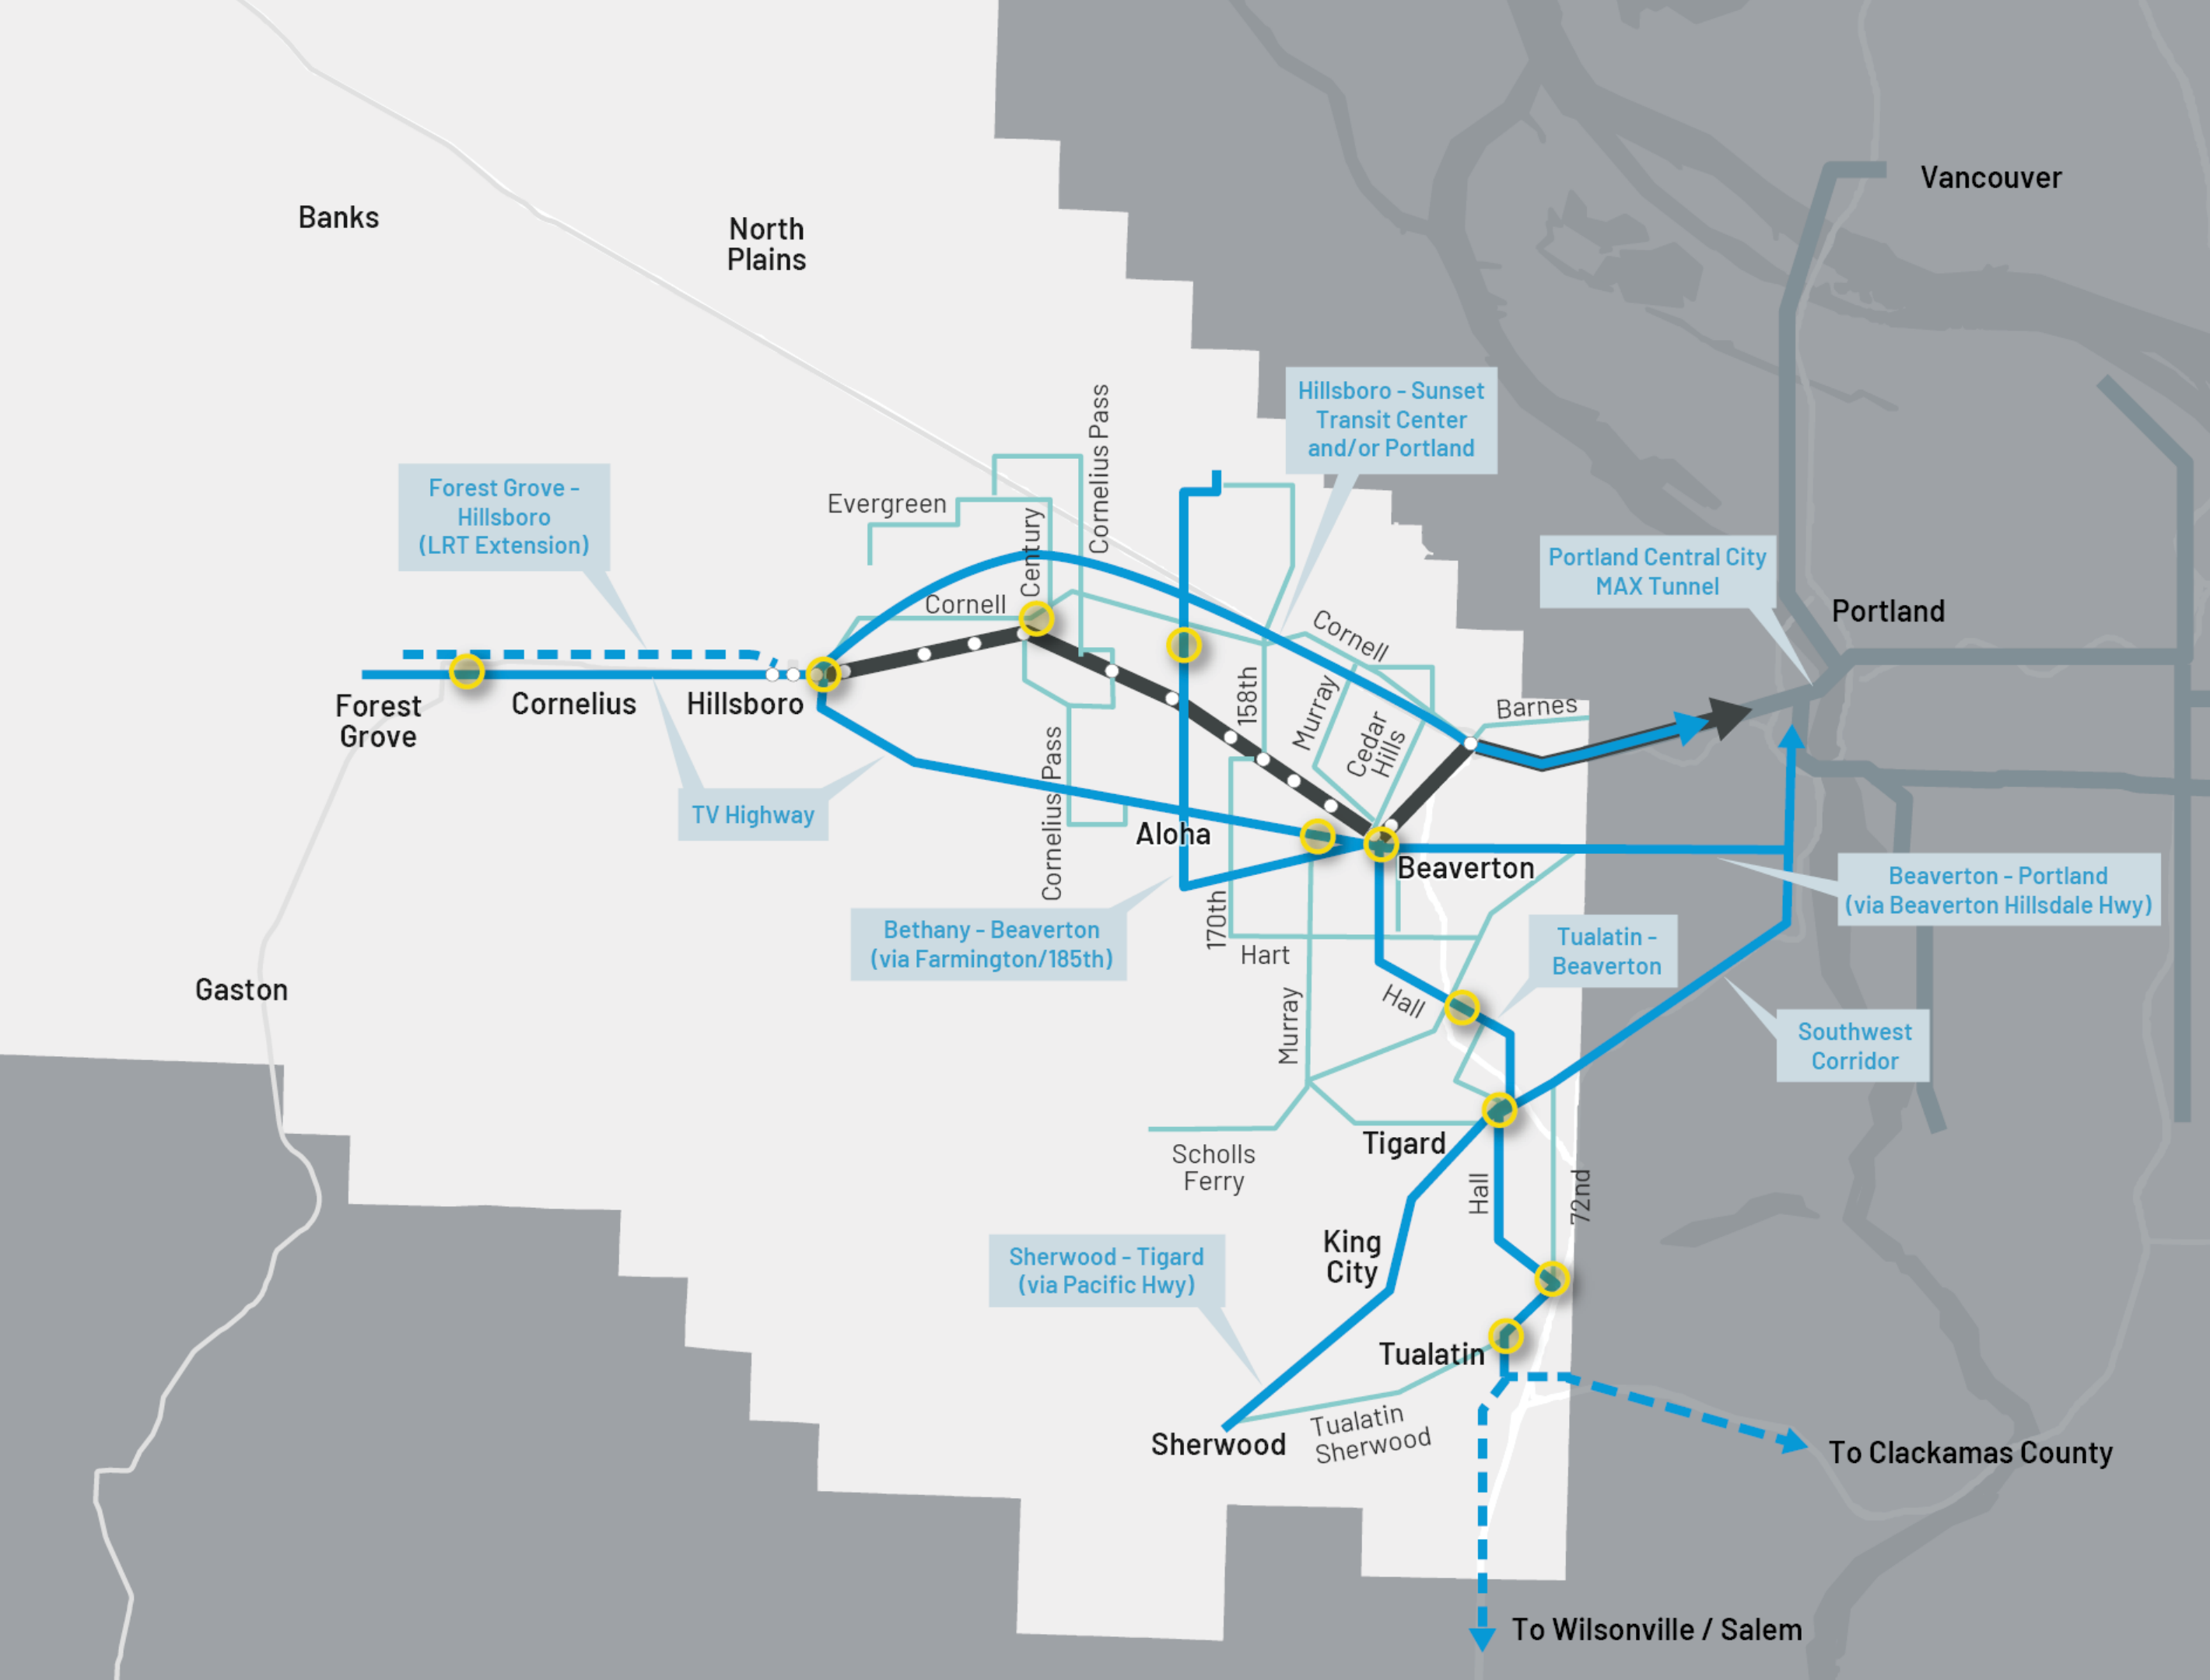 Vancouver
Banks
North
Plains
Hillsboro - Sunset
Transit Center
and/or Portland
Cornelius Pass
Forest Grove -
Hillsboro
(LRT Extension)
Evergreen
Century
Portland Central City
MAX Tunnel
Cornell
Portland
Cornell
158th
Murray
Cedar
Hills
Barnes
Forest
Grove
Cornelius
Hillsboro
TV Highway
Cornelius Pass
Aloha
Beaverton
Beaverton - Portland
(via Beaverton Hillsdale Hwy)
Bethany - Beaverton
(via Farmington/185th)
170th
Hart
Tualatin -
Beaverton
Gaston
Hall
Murray
Southwest
Corridor
Scholls
Ferry
Tigard
Hall
72nd
King
City
Sherwood - Tigard
(via Pacific Hwy)
Tualatin
Sherwood
Tualatin
Sherwood
To Clackamas County
To Wilsonville / Salem